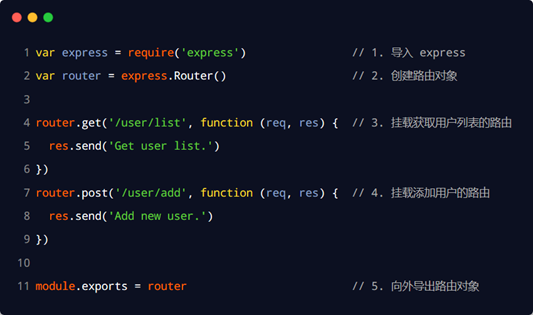 1 var express = require('express') // 1. 导入 express
2 var router = express.Router() // 2. 创建路由对象
3
4 router.get('/user/list', function (req, res) { // 3. 挂载获取用户列表的路由
5 res.send('Get user list.')
6 })
7 router.post('/user/add', function (req, res) { // 4. 挂载添加用户的路由
8 res.send('Add new user.')
9 })
10
11 module.exports = router // 5. 向外导出路由对象